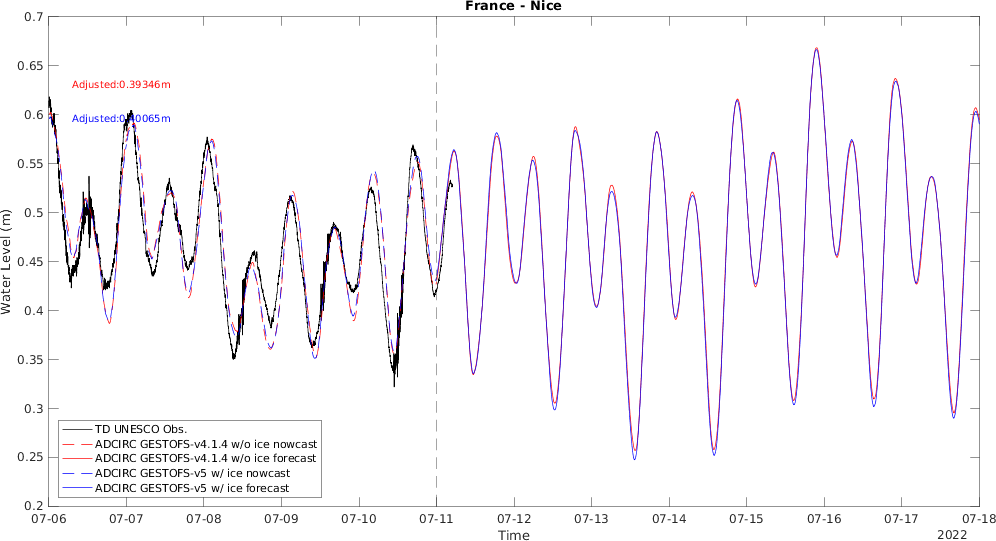 France - Nice
0.7
0.65
0.6
0.55
0.5
0.45
0.4
0.35
0.3
0.25
0.2
Water Level (m)
Adjusted:0.39346m
Adjusted:0.40065m
TD UNESCO Obs.
ADCIRC GESTOFS-v4.1.4 w/o ice nowcast
ADCIRC GESTOFS-v4.1.4 w/o ice forecast
ADCIRC GESTOFS-v5 w/ ice nowcast
ADCIRC GESTOFS-v5 w/ ice forecast
07-06 07-07 07-08 07-09 07-10 07-11 07-12 07-13 07-14 07-15 07-16 07-17 07-18
Time
2022